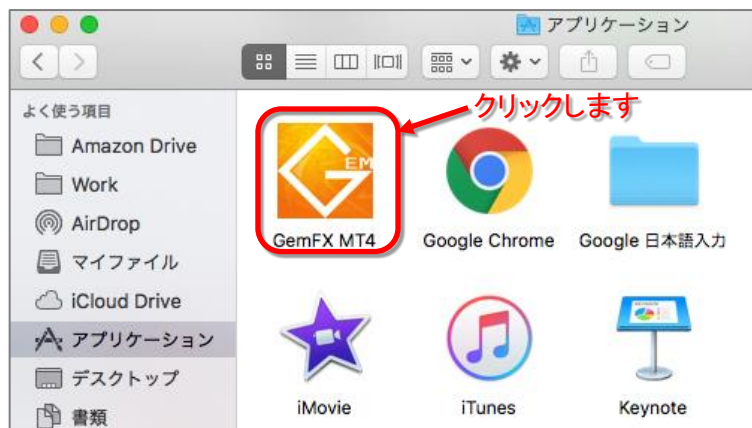 アプリケーション
よく使う項目
Amazon Drive
Work
AirDrop
マイファイル
iCloud Drive
アプリケーション
デスクトップ
書類
クリックします
GEM
GemFX MT4
Google Chrome
Google 日本語入力
iMovie
iTunes
Keynote